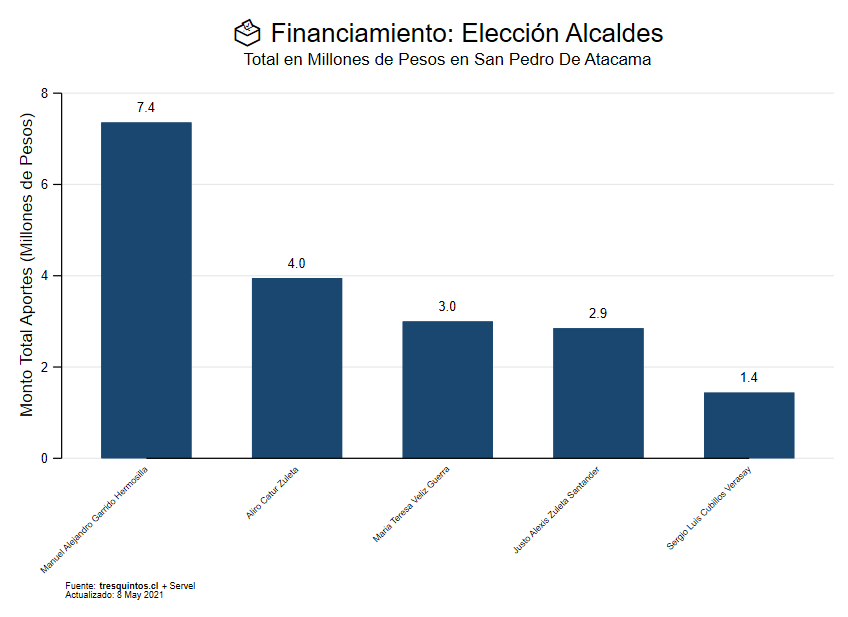 Financiamiento: Elección Alcaldes
Total en Millones de Pesos en San Pedro De Atacama
Monto Total Aportes (Millones de Pesos)
8
6
4
2
0
7.4
4.0
3.0
2.9
1.4
Manuel Alejandro Garrido Hermosilla
Aliro Catur Zuleta
Maria Teresa Veliz Guerra
Justo Alexis Zuleta Santander
Sergio Luis Cubillos Verasay
Fuente: tresquintos.cl + Servel
Actualizado: 8 May 2021